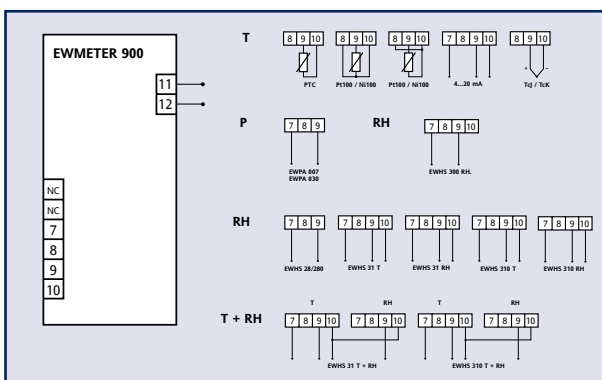 EWMETER 900
11
12
NC
NC
7
8
9
10
T
8 9 10
8 9 10
8 9 10
7 8 9 10
8 9 10
+ −
PTC
Pt100 / Ni100
Pt100 / Ni100
4...20 mA
TcJ / TcK
P
7 8 9
EWPA 007
EWPA 030
RH
7 8 9 10
EWHS 300 RH.
RH
7 8 9
7 8 9 10
7 8 9 10
7 8 9 10
7 8 9 10
EWHS 28/280
EWHS 31 T
EWHS 31 RH
EWHS 310 T
EWHS 310 RH
T + RH
T
RH
T
RH
7 8 9 10
7 8 9 10
7 8 9 10
7 8 9 10
EWHS 31 T + RH
EWHS 310 T + RH